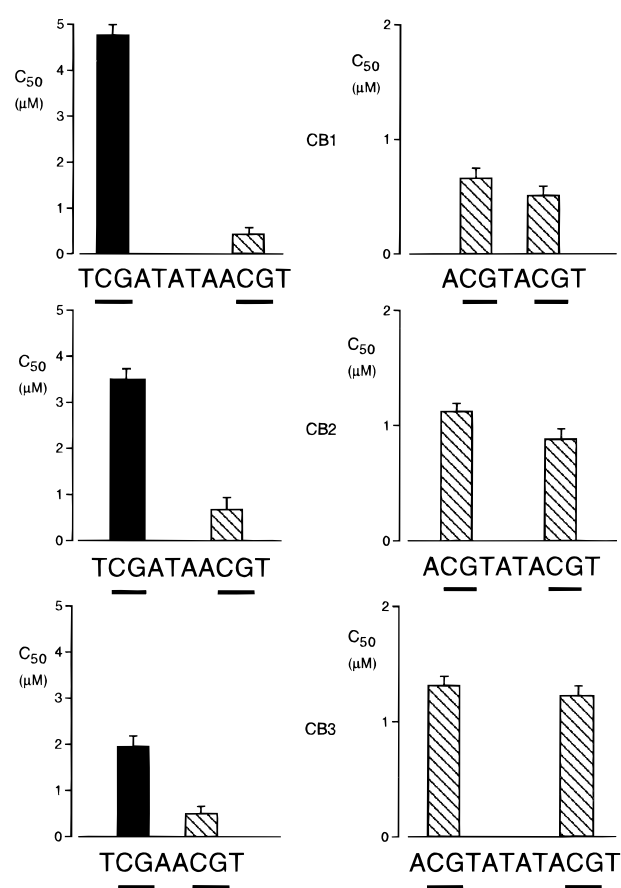 5
4
3
2
1
0
C50
(μM)
TCGATATAACGT
CB1
2
1
0
C50
(μM)
ACGTACGT
5
4
3
2
1
0
C50
(μM)
TCGATAACGT
CB2
2
1
0
C50
(μM)
ACGTATACGT
5
4
3
2
1
0
C50
(μM)
TCGAACGT
CB3
2
1
0
C50
(μM)
ACGTATATACGT